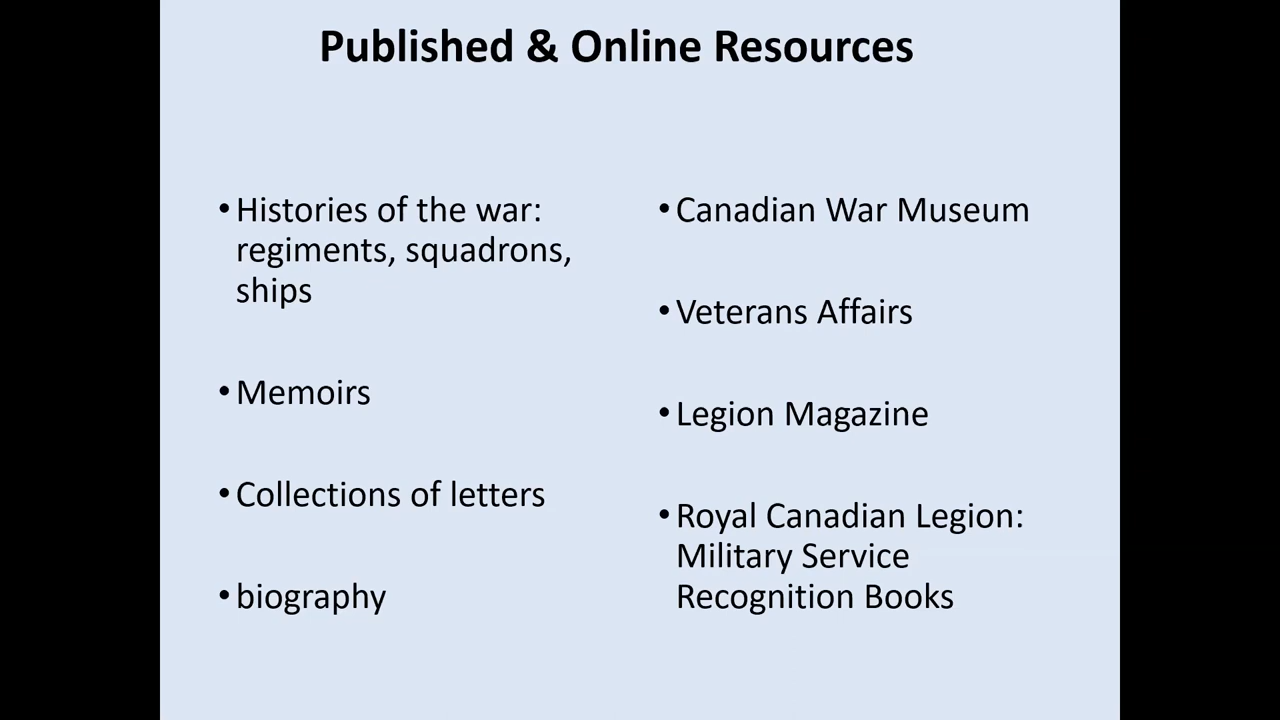 Published & Online Resources
•Histories of the war:
regiments, squadrons,
ships
•Memoirs
•Collections of letters
•biography
•Canadian War Museum
•Veterans Affairs
•Legion Magazine
•Royal Canadian Legion:
Military Service
Recognition Books